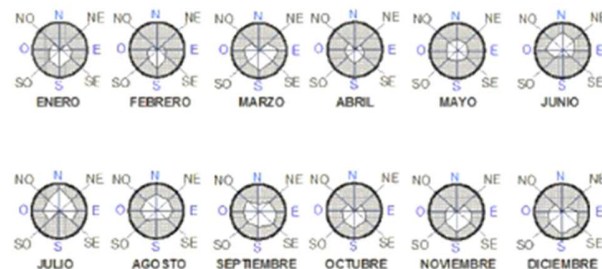 NO N NE NO N NE NO N NE NO N NE NO N NE NO N NE
O E O E O E O E O E O E
SO S SE SO S SE SO S SE SO S SE SO S SE SO S SE
ENERO FEBRERO MARZO ABRIL MAYO JUNIO
NO N NE NO N NE NO N NE NO N NE NO N NE NO N NE
O E O E O E O E O E O E
SO S SE SO S SE SO S SE SO S SE SO S SE SO S SE
JULIO AGOSTO SEPTIEMBRE OCTUBRE NOVIEMBRE DICIEMBRE